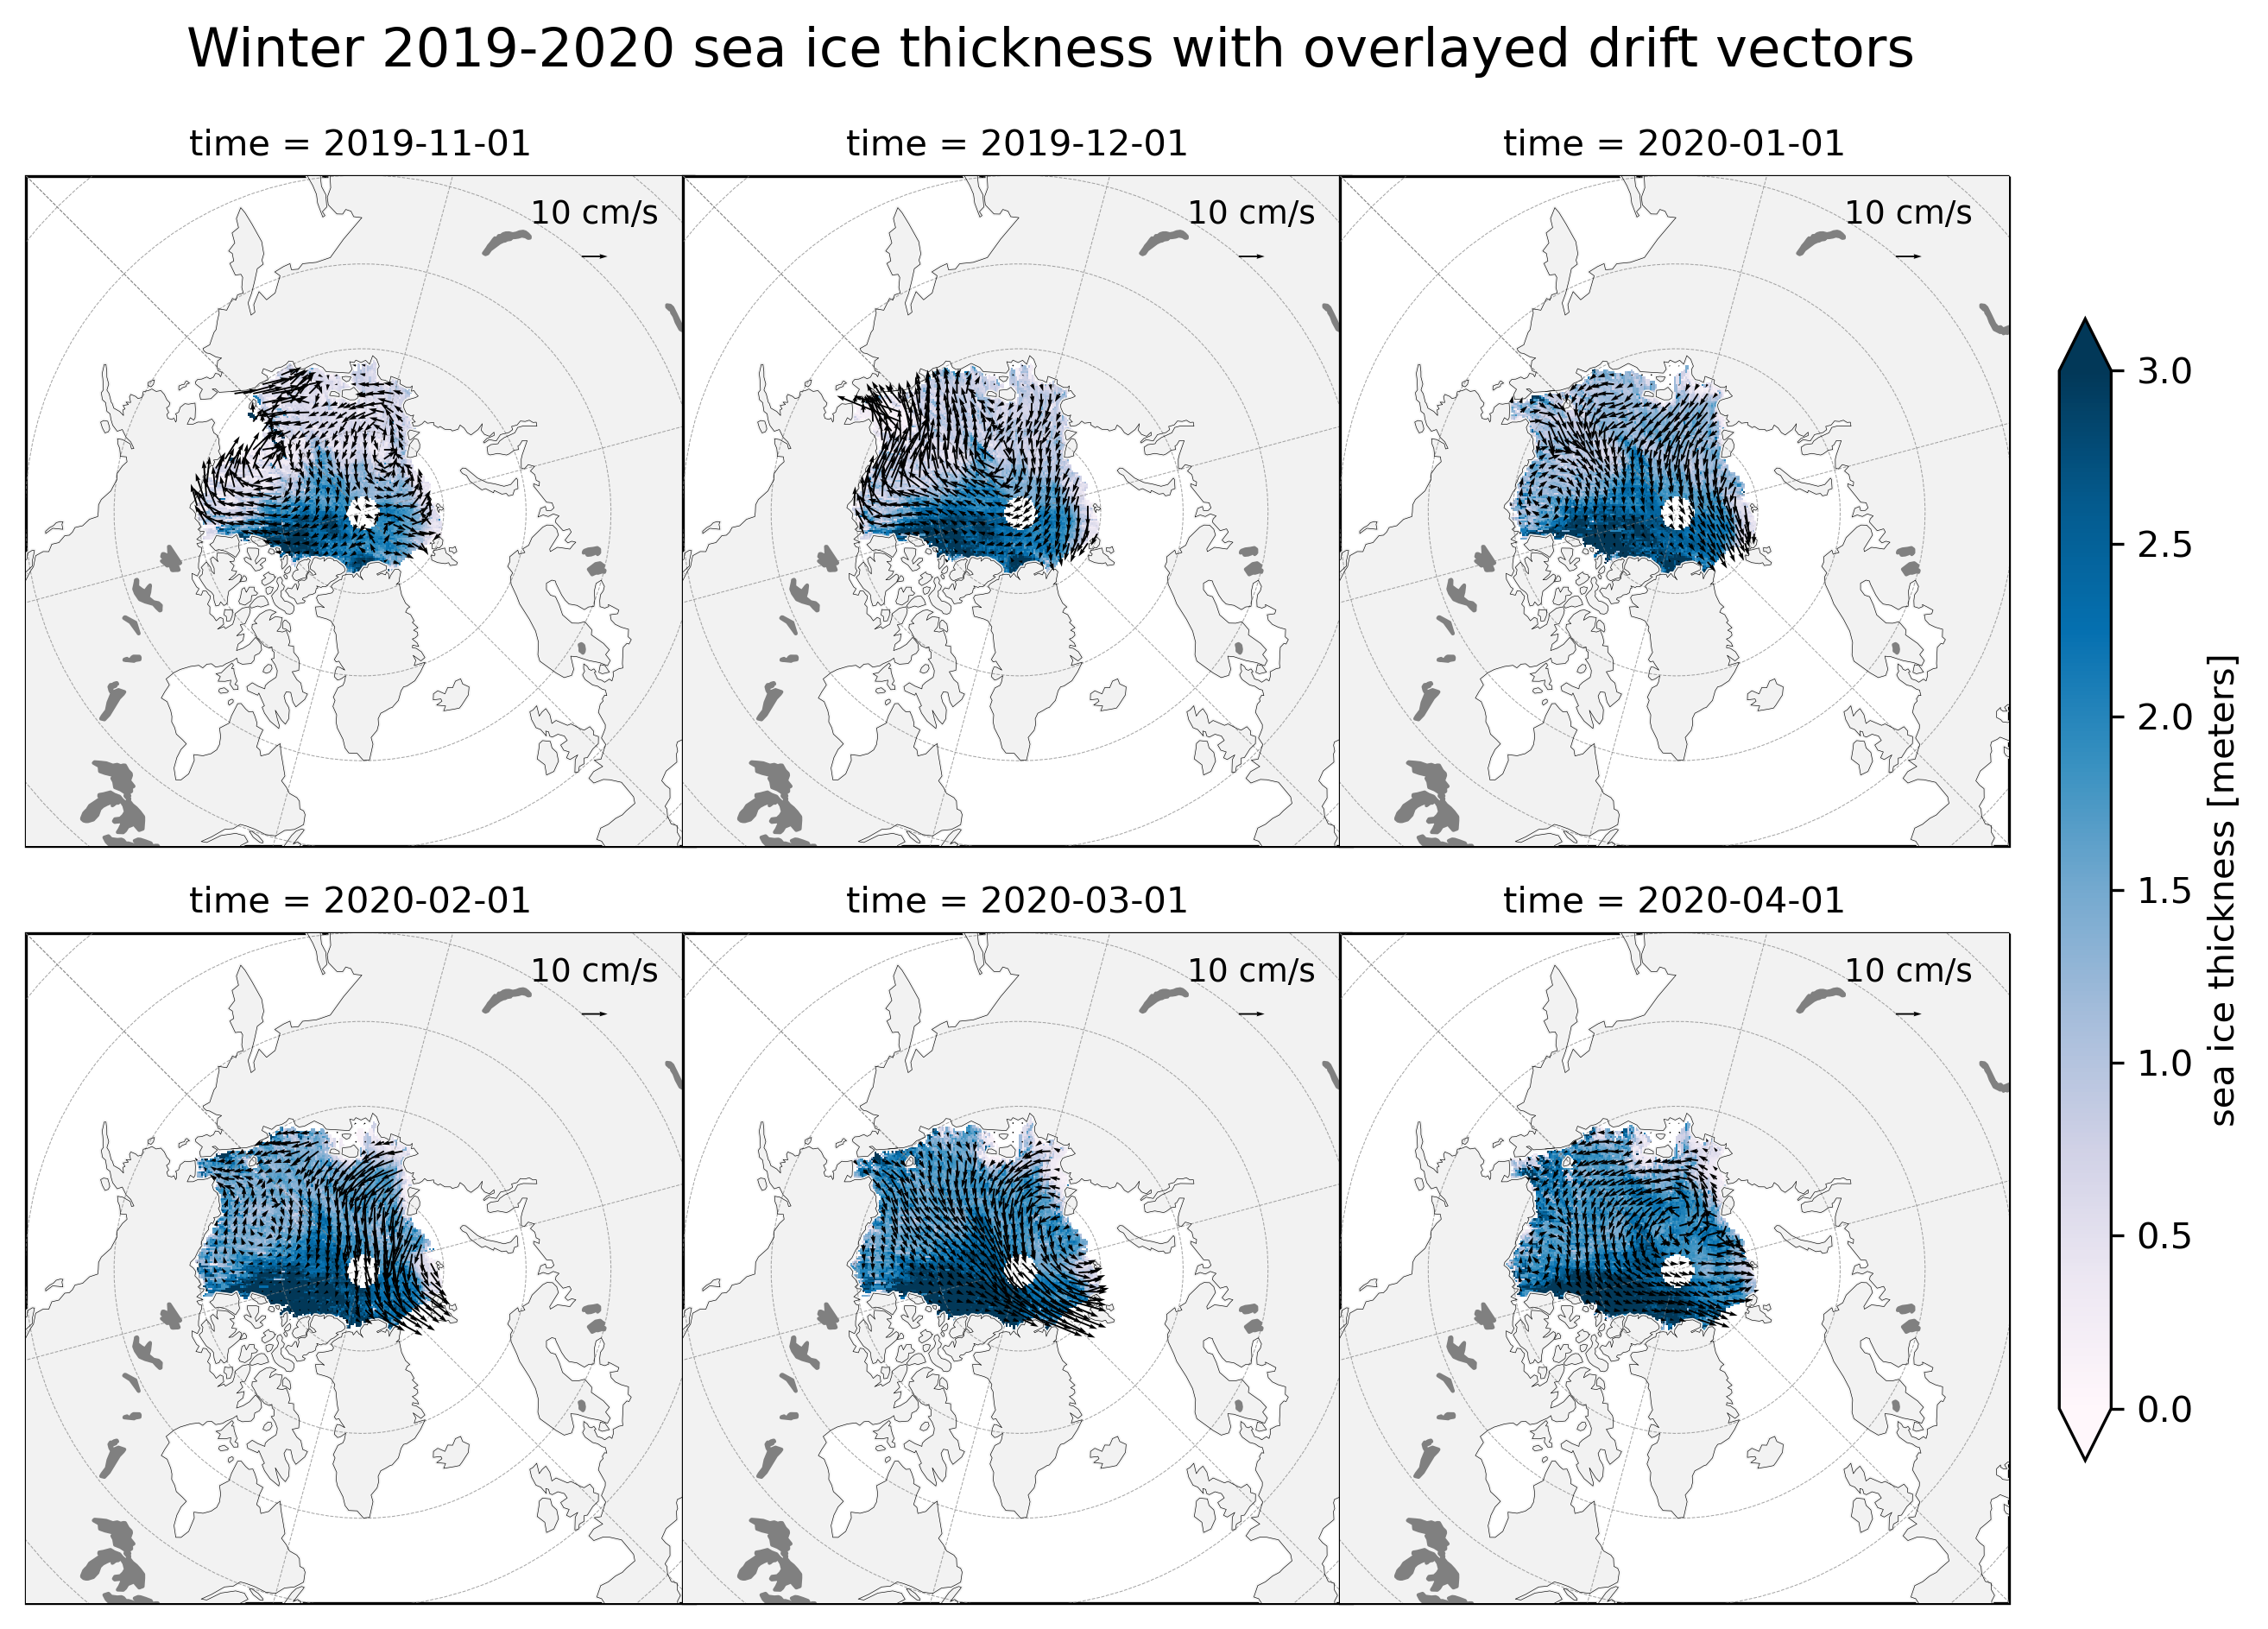 Winter 2019-2020 sea ice thickness with overlayed drift vectors
time = 2019-11-01
time = 2019-12-01
time = 2020-01-01
10 cm/s
10 cm/s
10 cm/s
time = 2020-02-01
time = 2020-03-01
time = 2020-04-01
10 cm/s
10 cm/s
10 cm/s
3.0
2.5
2.0
1.5
1.0
0.5
0.0
sea ice thickness [meters]